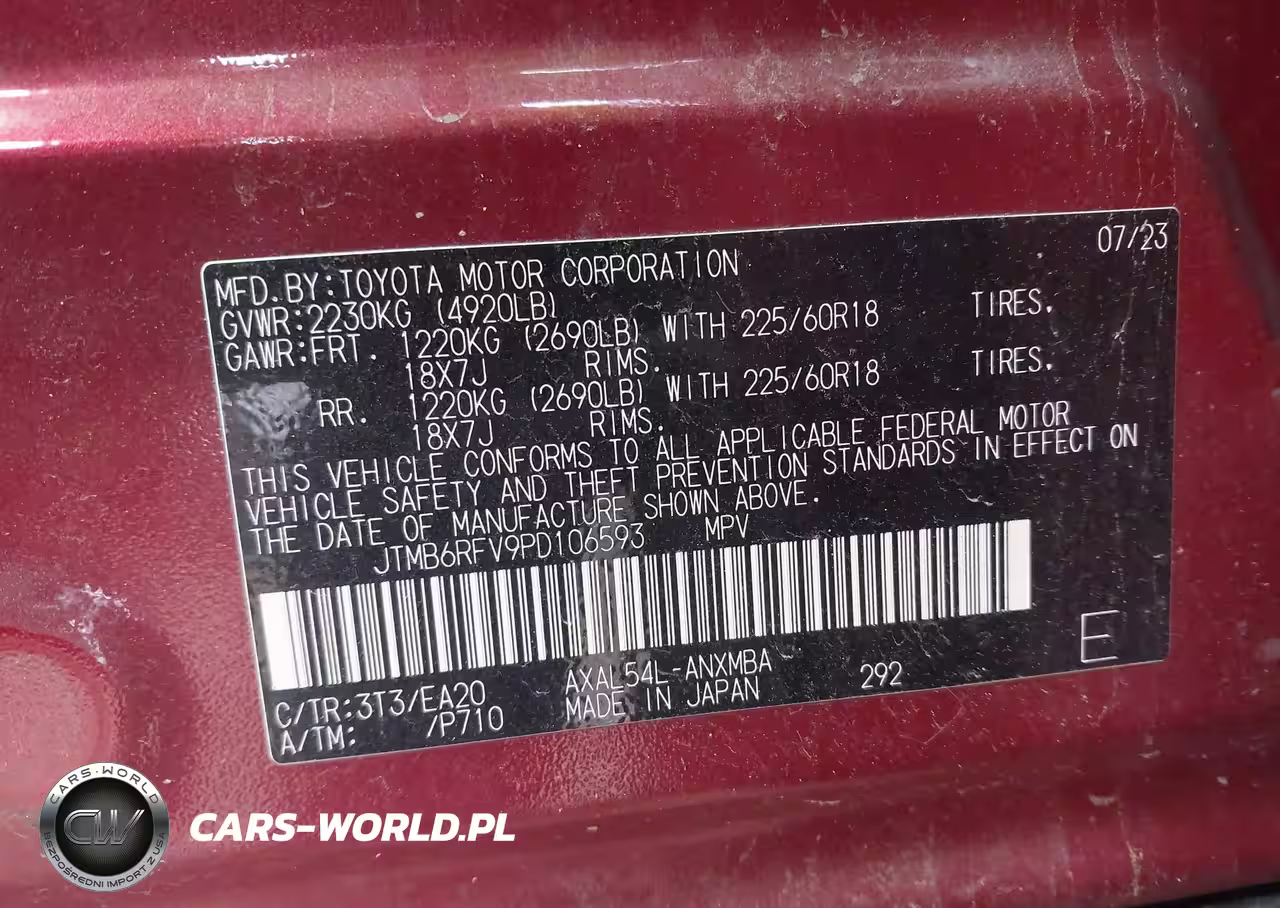 07/23
MFD.BY:TOYOTA MOTOR CORPORATION
GVWR:2230KG (4920LB)
GAWR:FRT. 1220KG (2690LB) WITH 225/60R18 TIRES.
18X7J RIMS.
RR. 1220KG (2690LB) WITH 225/60R18 TIRES.
18X7J RIMS.
THIS VEHICLE CONFORMS TO ALL APPLICABLE FEDERAL MOTOR
VEHICLE SAFETY AND THEFT PREVENTION STANDARDS IN EFFECT ON
THE DATE OF MANUFACTURE SHOWN ABOVE.
JTMB6RFV9PD106593 MPV
C/TR:3T3/EA20 AXAL54L-ANXMBA 292 E
A/TM: /P710 MADE IN JAPAN
CARS-WORLD
CW
BEZPOŚREDNI IMPORT Z USA
CARS-WORLD.PL